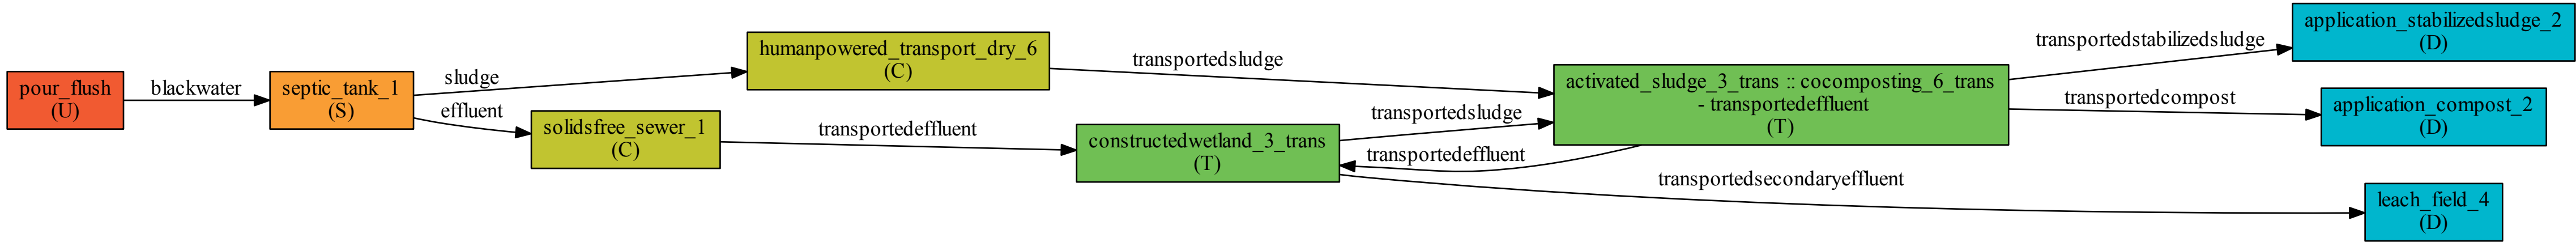 pour_flush
(U)
blackwater
septic_tank_1
(S)
sludge
effluent
humanpowered_transport_dry_6
(C)
solidsfree_sewer_1
(C)
transportedsludge
transportedeffluent
constructedwetland_3_trans
(T)
transportedsludge
transportedeffluent
activated_sludge_3_trans :: cocomposting_6_trans
- transportedeffluent
(T)
transportedsecondaryeffluent
transportedstabilizedsludge
transportedcompost
application_stabilizedsludge_2
(D)
application_compost_2
(D)
leach_field_4
(D)